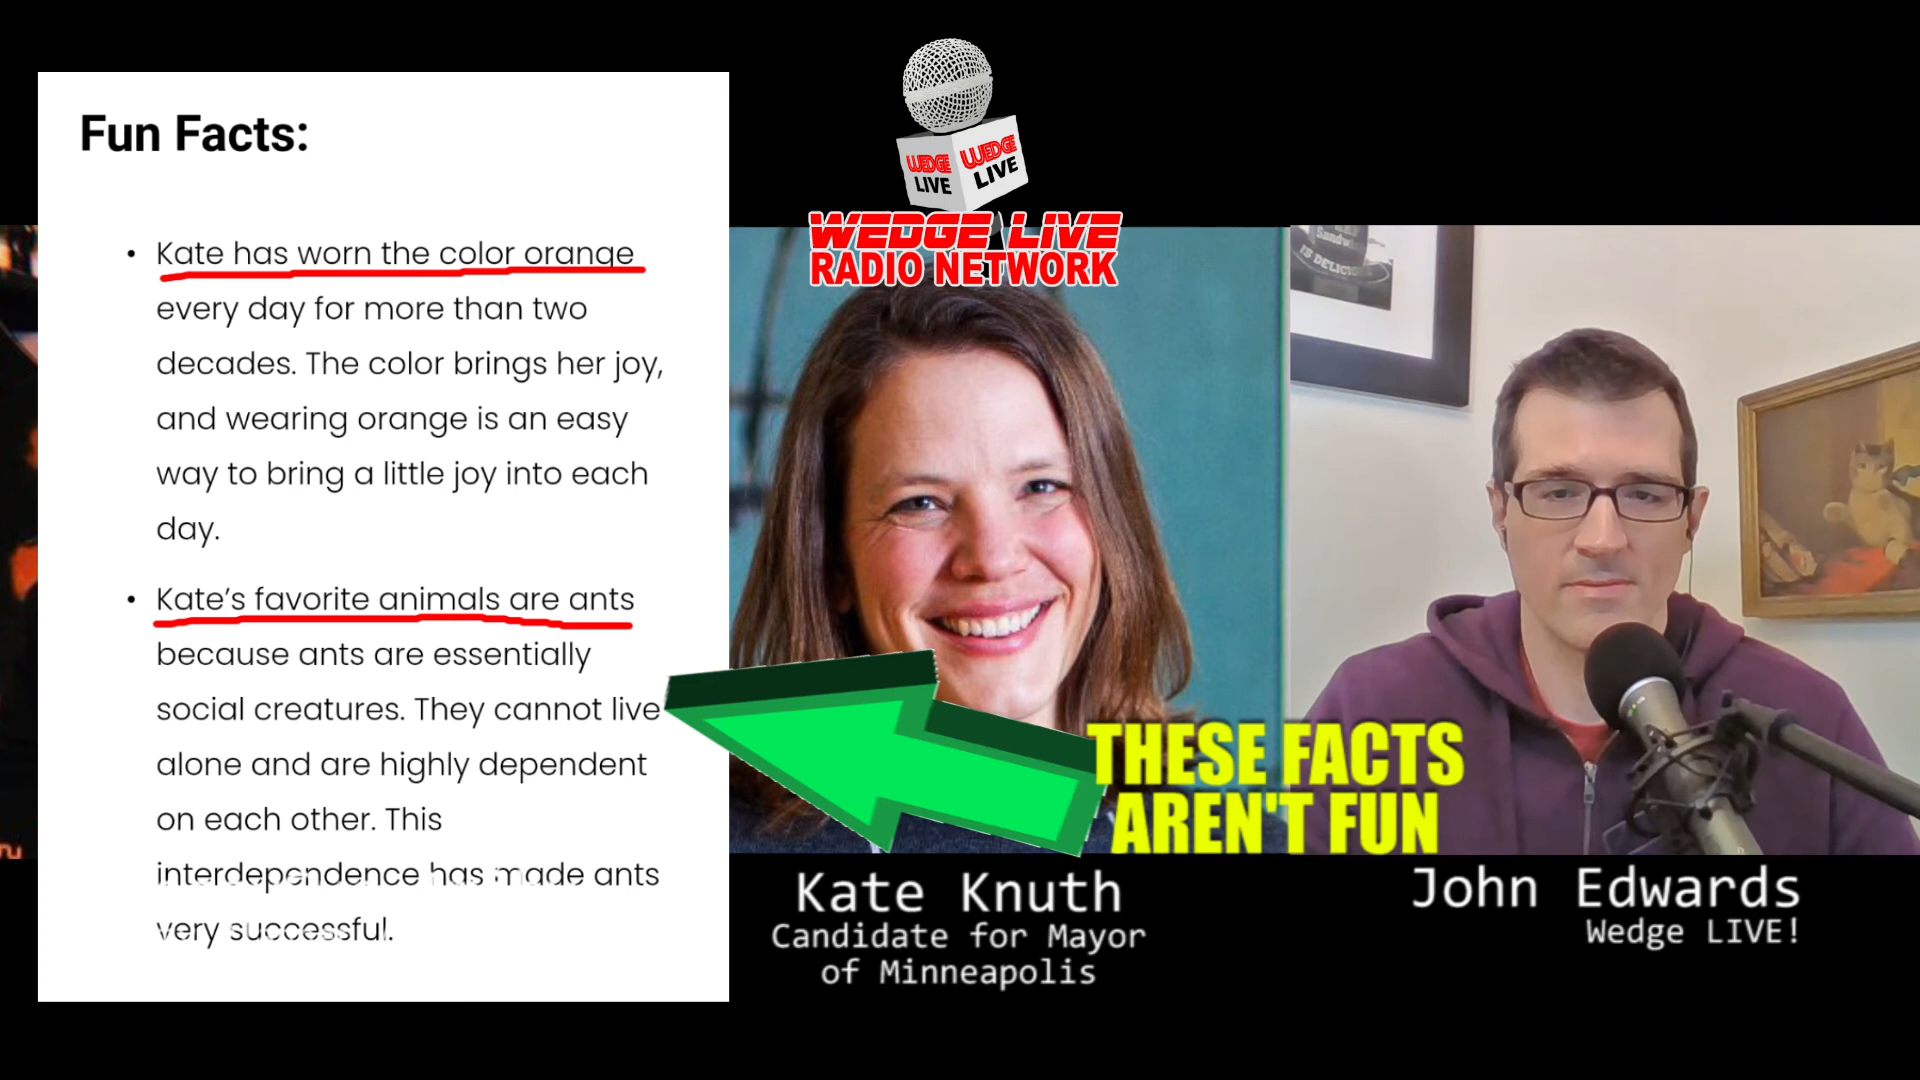 Fun Facts:
• Kate has worn the color orange
every day for more than two
decades. The color brings her joy,
and wearing orange is an easy
way to bring a little joy into each
day.
• Kate’s favorite animals are ants
because ants are essentially
social creatures. They cannot live
alone and are highly dependent
on each other. This
interdependence has made ants
very successful.
WEDGE
LIVE
WEDGE
LIVE
WEDGE LIVE
RADIO NETWORK
IS DELICIO
THESE FACTS
AREN'T FUN
Kate Knuth
Candidate for Mayor
of Minneapolis
John Edwards
Wedge LIVE!
ru